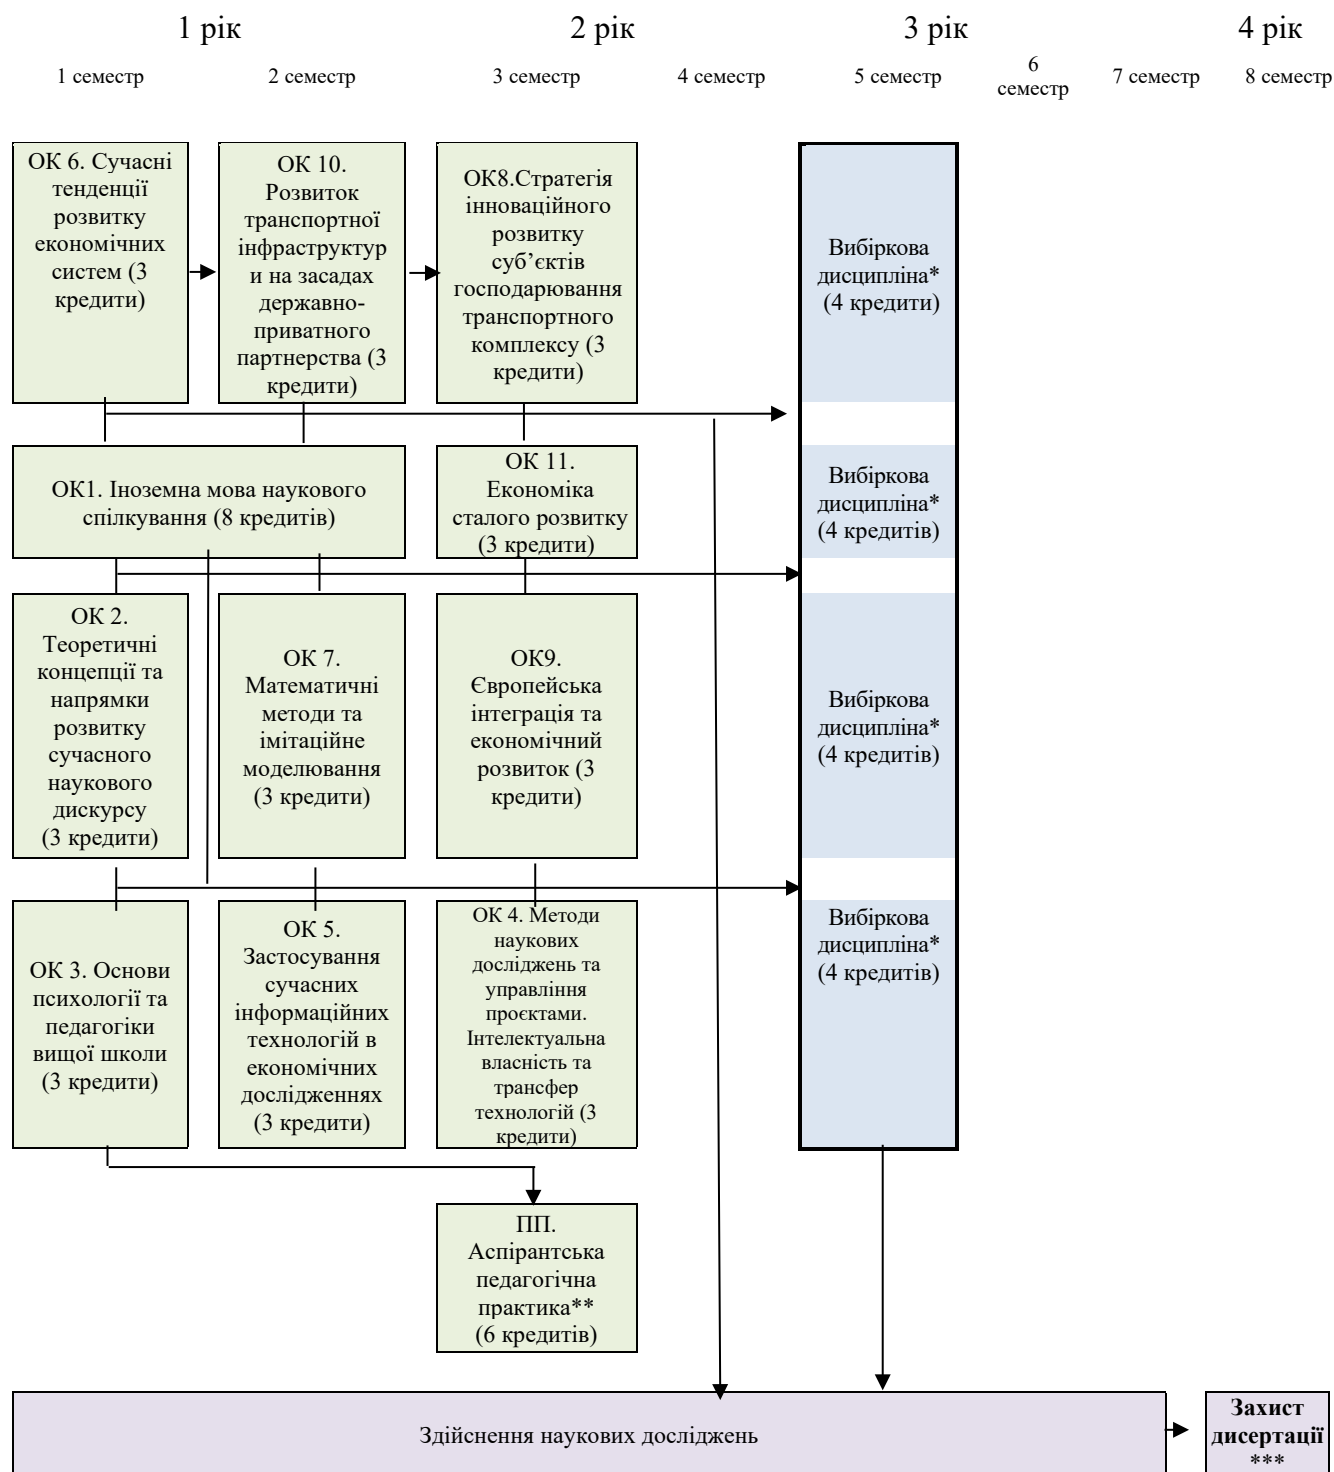 1 рік
2 рік
3 рік
4 рік
1 семестр
2 семестр
3 семестр
4 семестр
5 семестр
6
семестр
7 семестр
8 семестр
ОК 6. Сучасні
тенденції
розвитку
економічних
систем (3
кредити)
ОК 10.
Розвиток
транспортної
інфраструктур
и на засадах
державно-
приватного
партнерства (3
кредити)
ОК8.Стратегія
інноваційного
розвитку
суб’єктів
господарювання
транспортного
комплексу (3
кредити)
Вибіркова
дисципліна*
(4 кредити)
ОК1. Іноземна мова наукового
спілкування (8 кредитів)
ОК 11.
Економіка
сталого розвитку
(3 кредити)
Вибіркова
дисципліна*
(4 кредитів)
ОК 2.
Теоретичні
концепції та
напрямки
розвитку
сучасного
наукового
дискурсу
(3 кредити)
ОК 7.
Математичні
методи та
імітаційне
моделювання
(3 кредити)
ОК9.
Європейська
інтеграція та
економічний
розвиток (3
кредити)
Вибіркова
дисципліна*
(4 кредитів)
ОК 3. Основи
психології та
педагогіки
вищої школи
(3 кредити)
ОК 5.
Застосування
сучасних
інформаційних
технологій в
економічних
дослідженнях
(3 кредити)
ОК 4. Методи
наукових
досліджень та
управління
проєктами.
Інтелектуальна
власність та
трансфер
технологій (3
кредити)
Вибіркова
дисципліна*
(4 кредитів)
ПП.
Аспірантська
педагогічна
практика**
(6 кредитів)
Здійснення наукових досліджень
Захист
дисертації
***